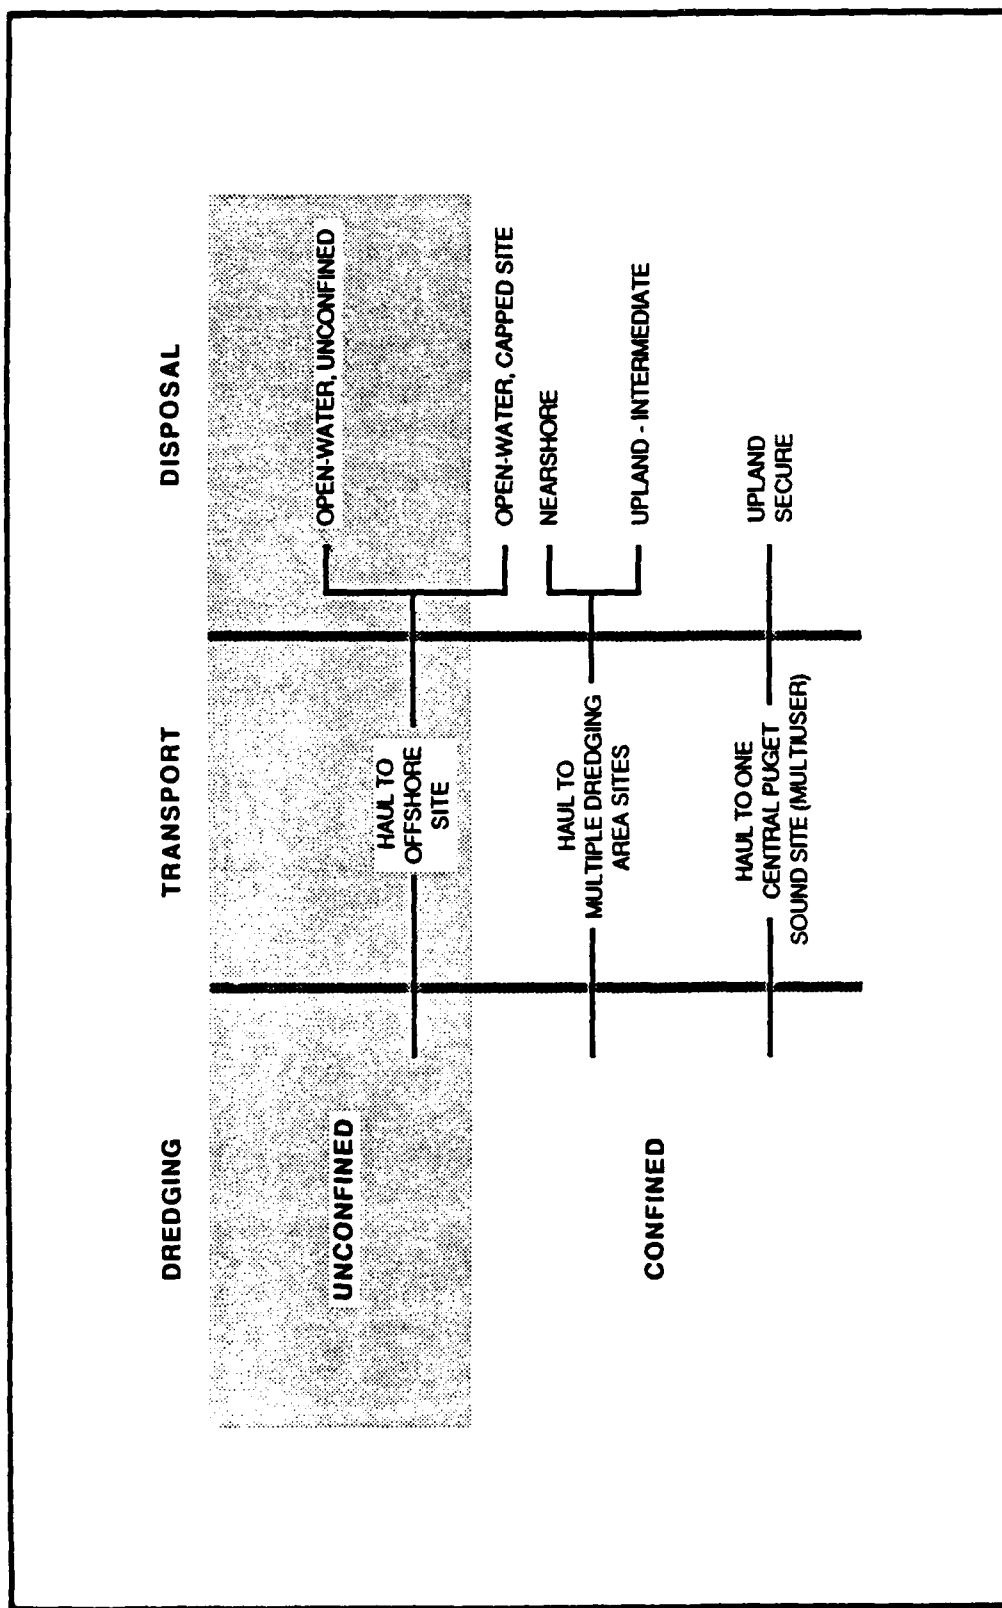 DREDGING
TRANSPORT
DISPOSAL
UNCONFINED
HAUL TO
OFFSHORE
SITE
OPEN-WATER, UNCONFINED
OPEN-WATER, CAPPED SITE
CONFINED
HAUL TO
MULTIPLE DREDGING
AREA SITES
NEARSHORE
UPLAND - INTERMEDIATE
HAUL TO ONE
CENTRAL PUGET
SOUND SITE (MULTIUSER)
UPLAND
SECURE